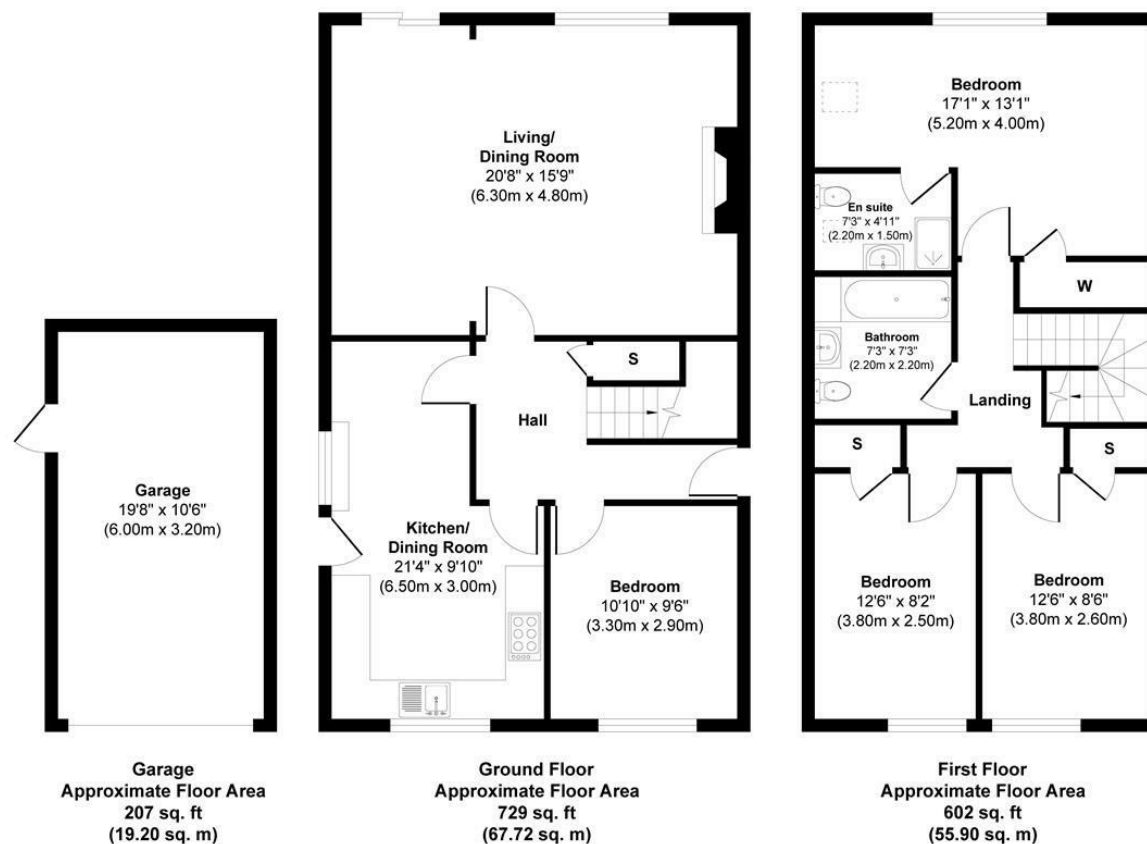 Living/
Dining Room
20'8" x 15'9"
(6.30m x 4.80m)
Bedroom
17'1" x 13'1"
(5.20m x 4.00m)
En suite
7'3" x 4'11"
(2.20m x 1.50m)
W
Bathroom
7'3" x 7'3"
(2.20m x 2.20m)
S
Hall
Landing
S
S
Garage
19'8" x 10'6"
(6.00m x 3.20m)
Kitchen/
Dining Room
21'4" x 9'10"
(6.50m x 3.00m)
Bedroom
10'10" x 9'6"
(3.30m x 2.90m)
Bedroom
12'6" x 8'2"
(3.80m x 2.50m)
Bedroom
12'6" x 8'6"
(3.80m x 2.60m)
Garage
Approximate Floor Area
207 sq. ft
(19.20 sq. m)
Ground Floor
Approximate Floor Area
729 sq. ft
(67.72 sq. m)
First Floor
Approximate Floor Area
602 sq. ft
(55.90 sq. m)